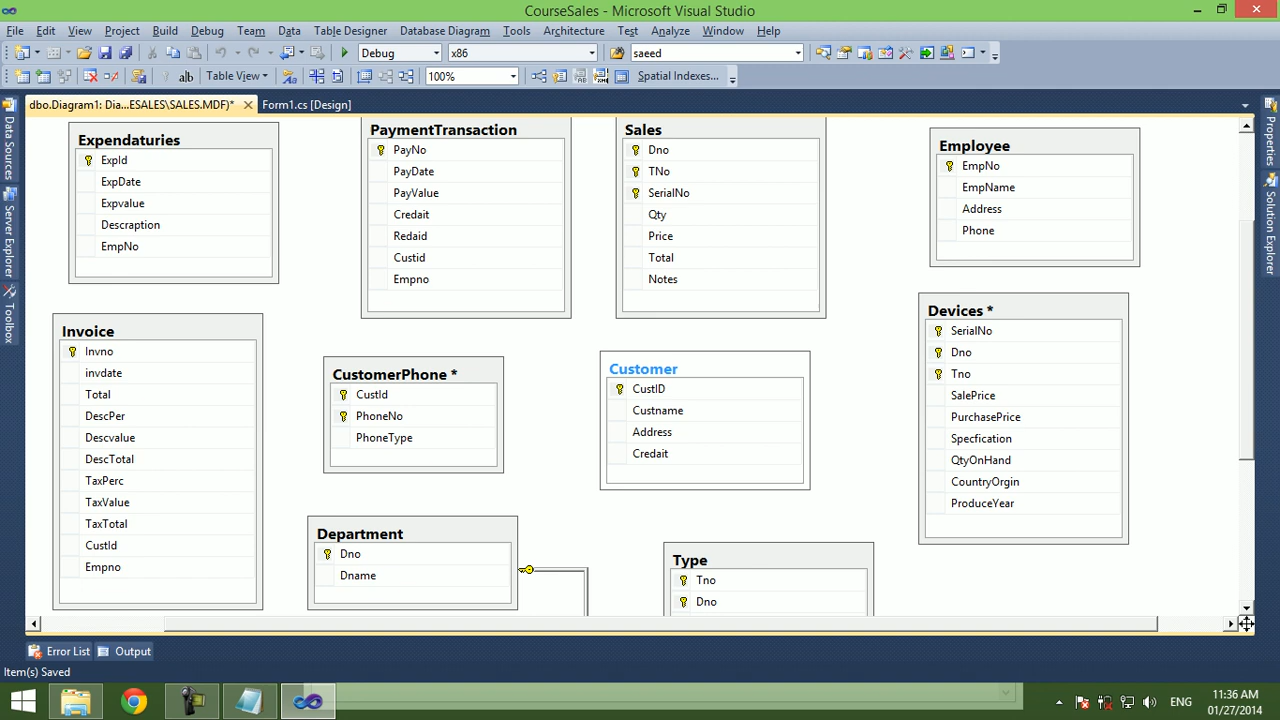 CourseSales - Microsoft Visual Studio
File Edit View Project Build Debug Team Data Table Designer Database Diagram Tools Architecture Test Analyze Window Help
Debug x86 saeed
ab Table View 100% Spatial Indexes...
dbo.Diagram1: Dia...ESALES\SALES.MDF)* Form1.cs [Design]
Data Sources
Server Explorer
Toolbox
Properties
Solution Explorer
Expendaturies
ExpId
ExpDate
Expvalue
Descraption
EmpNo
PaymentTransaction
PayNo
PayDate
PayValue
Credait
Redaid
Custid
Empno
Sales
Dno
TNo
SerialNo
Qty
Price
Total
Notes
Employee
EmpNo
EmpName
Address
Phone
Invoice
Invno
invdate
Total
DescPer
Descvalue
DescTotal
TaxPerc
TaxValue
TaxTotal
CustId
Empno
CustomerPhone *
CustId
PhoneNo
PhoneType
Customer
CustID
Custname
Address
Credait
Devices *
SerialNo
Dno
Tno
SalePrice
PurchasePrice
Specfication
QtyOnHand
CountryOrgin
ProduceYear
Department
Dno
Dname
Type
Tno
Dno
Error List Output
Item(s) Saved
ENG
11:36 AM
01/27/2014